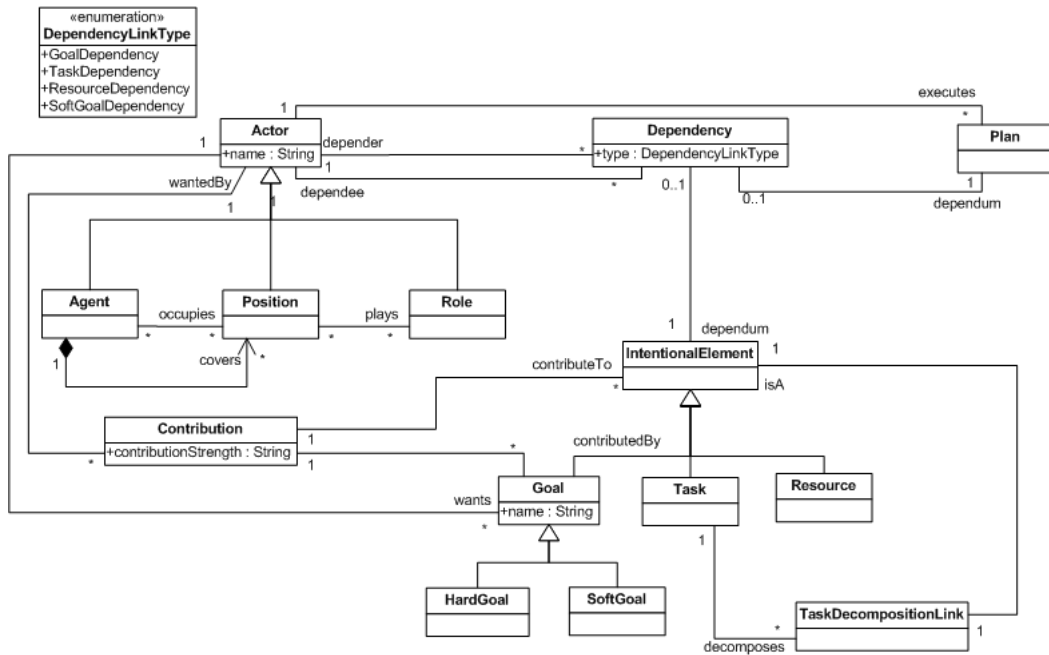 «enumeration»
DependencyLinkType
+GoalDependency
+TaskDependency
+ResourceDependency
+SoftGoalDependency
executes
1
*
Actor
+name : String
1
depender
*
Dependency
+type : DependencyLinkType
Plan
wantedBy
1
dependee
*
0..1
0..1
1
dependum
1
1
Agent
occupies
Position
plays
Role
*
*
*
*
1
covers
*
1
dependum
IntentionalElement
1
contributeTo
*
isA
Contribution
+contributionStrength : String
1
*
1
*
contributedBy
Goal
+name : String
wants
*
Task
Resource
1
HardGoal
SoftGoal
TaskDecompositionLink
*
1
decomposes